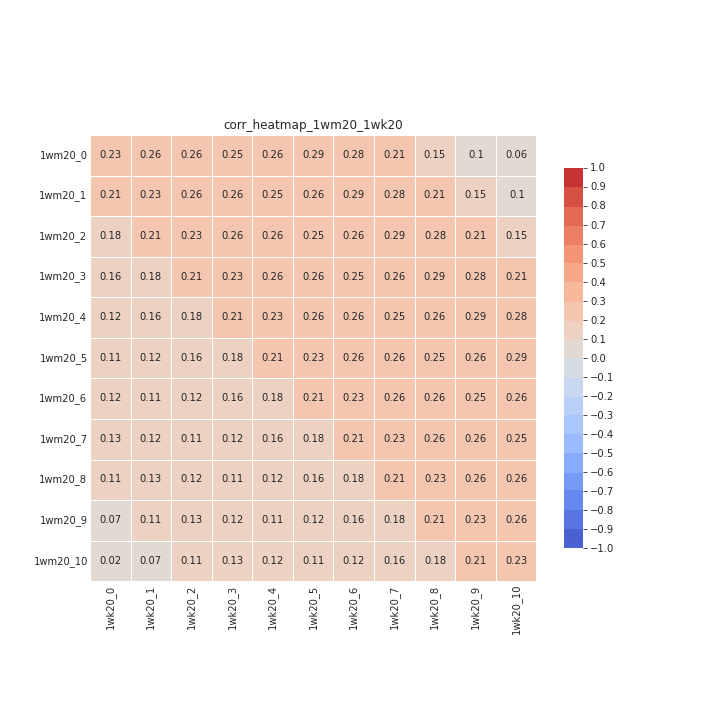 corr_heatmap_1wm20_1wk20
1wm20_0 0.23 0.26 0.26 0.25 0.26 0.29 0.28 0.21 0.15 0.1 0.06
1wm20_1 0.21 0.23 0.26 0.26 0.25 0.26 0.29 0.28 0.21 0.15 0.1
1wm20_2 0.18 0.21 0.23 0.26 0.26 0.25 0.26 0.29 0.28 0.21 0.15
1wm20_3 0.16 0.18 0.21 0.23 0.26 0.26 0.25 0.26 0.29 0.28 0.21
1wm20_4 0.12 0.16 0.18 0.21 0.23 0.26 0.26 0.25 0.26 0.29 0.28
1wm20_5 0.11 0.12 0.16 0.18 0.21 0.23 0.26 0.26 0.25 0.26 0.29
1wm20_6 0.12 0.11 0.12 0.16 0.18 0.21 0.23 0.26 0.26 0.25 0.26
1wm20_7 0.13 0.12 0.11 0.12 0.16 0.18 0.21 0.23 0.26 0.26 0.25
1wm20_8 0.11 0.13 0.12 0.11 0.12 0.16 0.18 0.21 0.23 0.26 0.26
1wm20_9 0.07 0.11 0.13 0.12 0.11 0.12 0.16 0.18 0.21 0.23 0.26
1wm20_10 0.02 0.07 0.11 0.13 0.12 0.11 0.12 0.16 0.18 0.21 0.23
1wk20_0 1wk20_1 1wk20_2 1wk20_3 1wk20_4 1wk20_5 1wk20_6 1wk20_7 1wk20_8 1wk20_9 1wk20_10
1.0
0.9
0.8
0.7
0.6
0.5
0.4
0.3
0.2
0.1
0.0
−0.1
−0.2
−0.3
−0.4
−0.5
−0.6
−0.7
−0.8
−0.9
−1.0